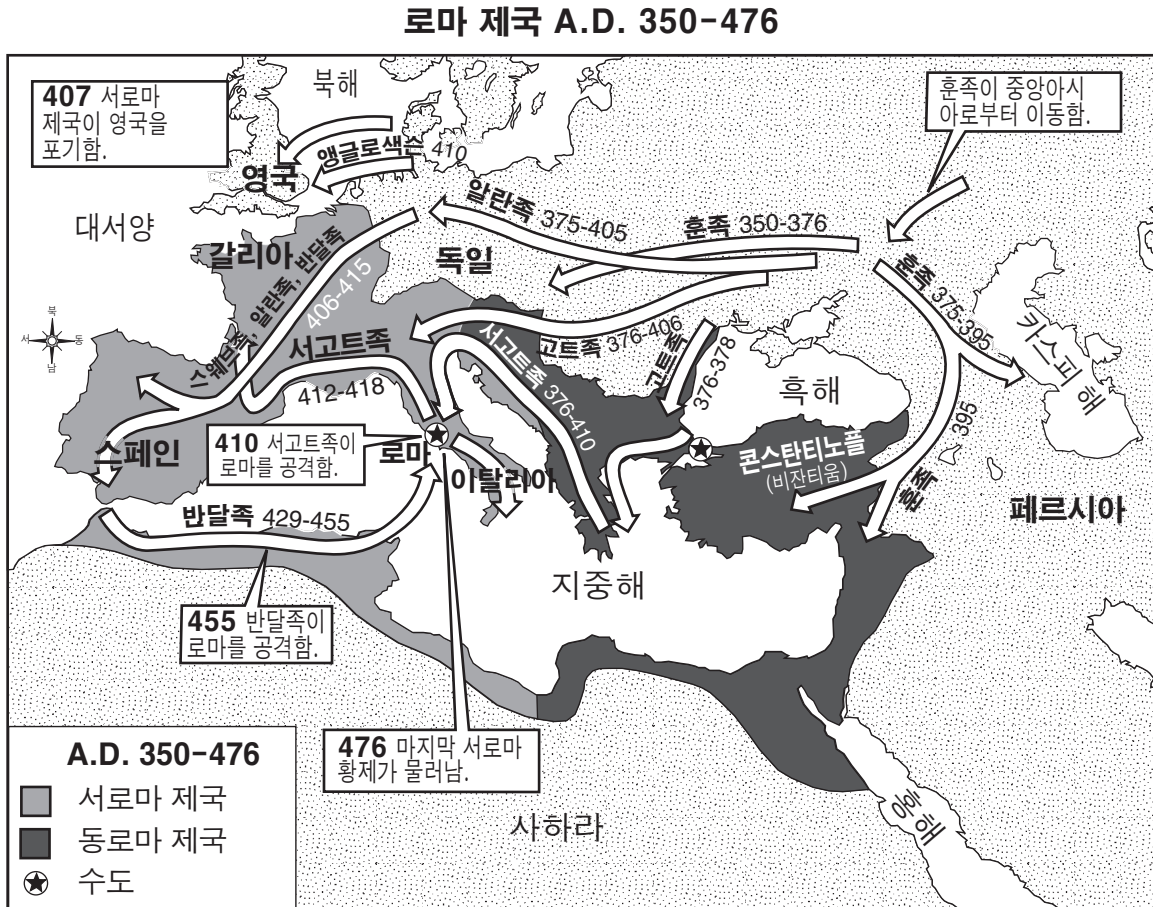 로마 제국 A.D. 350-476
407 서로마
제국이 영국을
포기함.
북해
훈족이 중앙아시
아로부터 이동함.
앵글로색슨 410
영국
대서양
알란족 375-405
훈족 350-376
갈리아
독일
스웨브족, 알란족, 반달족
406-415
훈족 375-395
카스피 해
북
서
동
남
서고트족
412-418
고트족 376-406
서고트족 376-410
고트족
376-378
흑해
395
훈족
스페인
410 서고트족이
로마를 공격함.
로마
이탈리아
콘스탄티노플
(비잔티움)
페르시아
반달족 429-455
지중해
455 반달족이
로마를 공격함.
476 마지막 서로마
황제가 물러남.
사하라
홍해
A.D. 350-476
서로마 제국
동로마 제국
수도